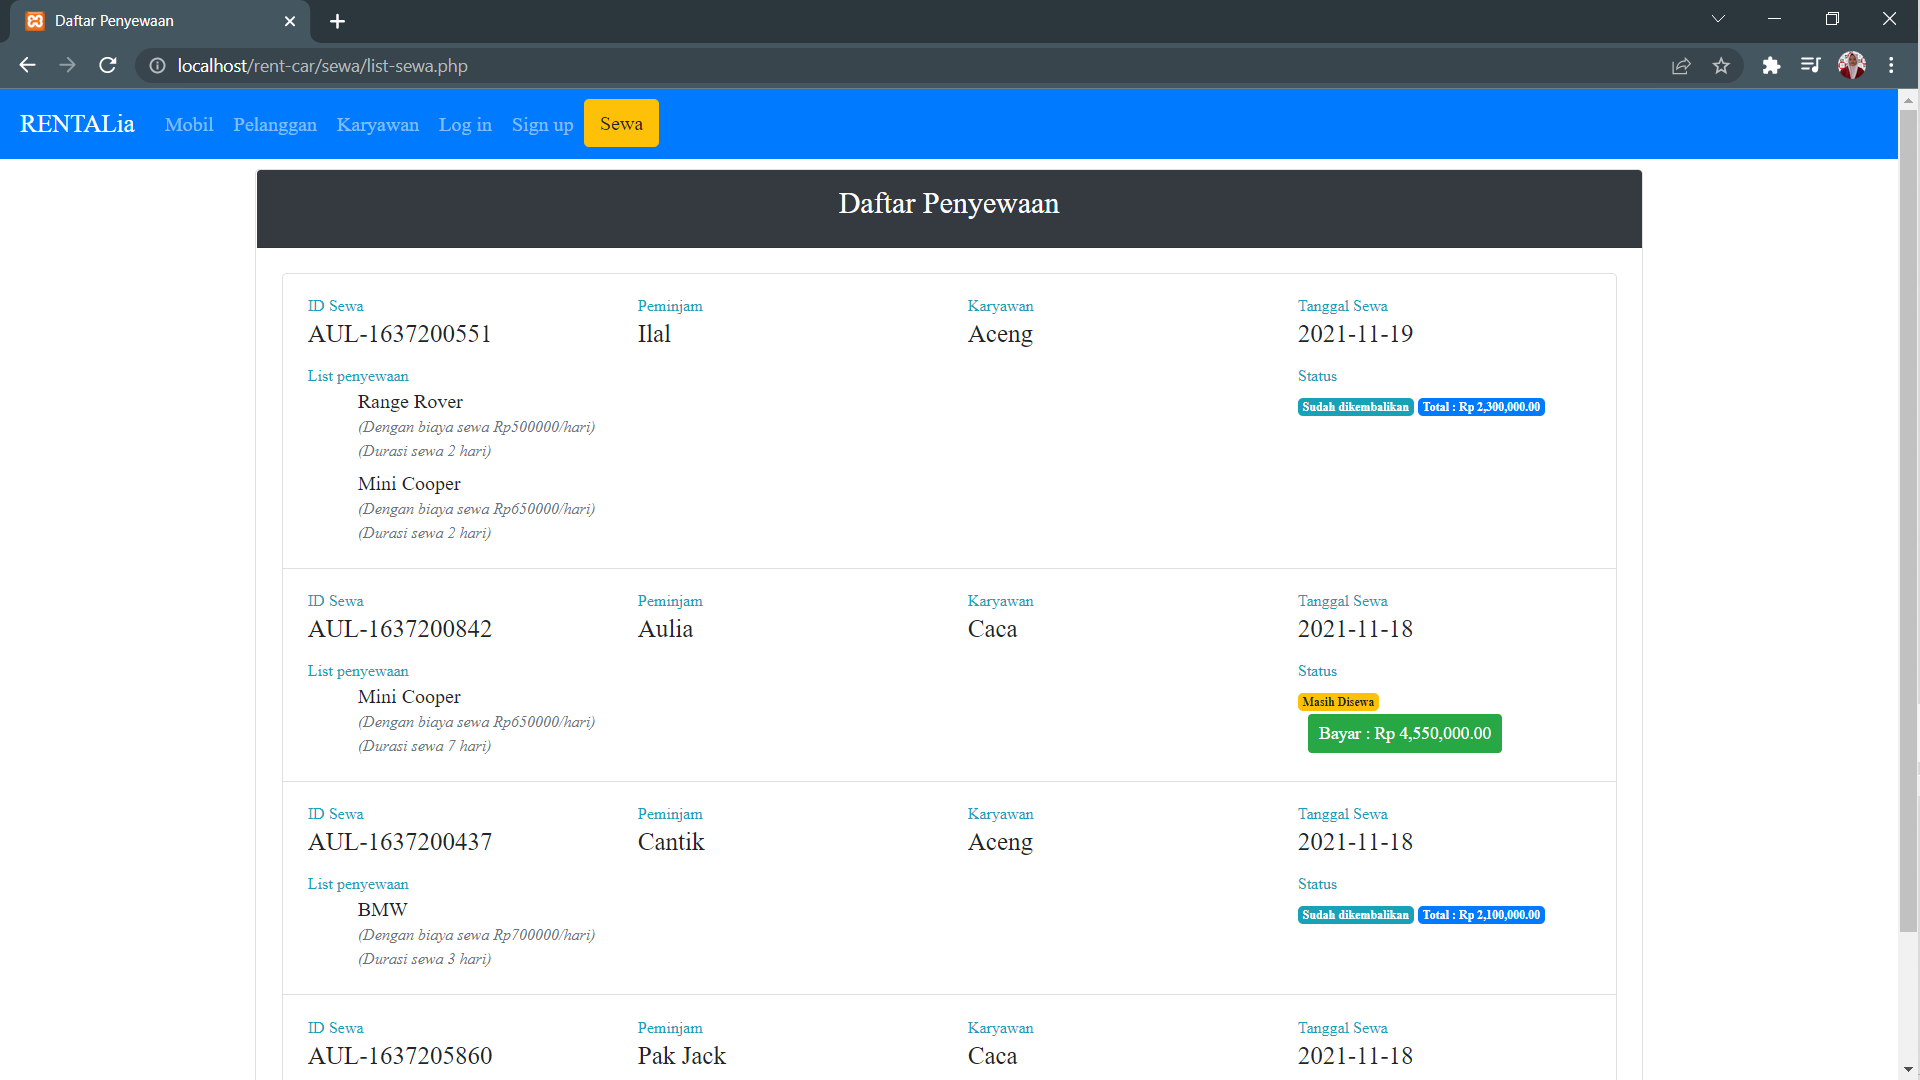 Daftar Penyewaan
localhost/rent-car/sewa/list-sewa.php
RENTALia Mobil Pelanggan Karyawan Log in Sign up Sewa
Daftar Penyewaan
ID Sewa Peminjam Karyawan Tanggal Sewa
AUL-1637200551 Ilal Aceng 2021-11-19
List penyewaan Status
Range Rover
Sudah dikembalikan Total : Rp 2,300,000.00
(Dengan biaya sewa Rp500000/hari)
(Durasi sewa 2 hari)
Mini Cooper
(Dengan biaya sewa Rp650000/hari)
(Durasi sewa 2 hari)
ID Sewa Peminjam Karyawan Tanggal Sewa
AUL-1637200842 Aulia Caca 2021-11-18
List penyewaan Status
Mini Cooper
Masih Disewa
(Dengan biaya sewa Rp650000/hari)
Bayar : Rp 4,550,000.00
(Durasi sewa 7 hari)
ID Sewa Peminjam Karyawan Tanggal Sewa
AUL-1637200437 Cantik Aceng 2021-11-18
List penyewaan Status
BMW
Sudah dikembalikan Total : Rp 2,100,000.00
(Dengan biaya sewa Rp700000/hari)
(Durasi sewa 3 hari)
ID Sewa Peminjam Karyawan Tanggal Sewa
AUL-1637205860 Pak Jack Caca 2021-11-18